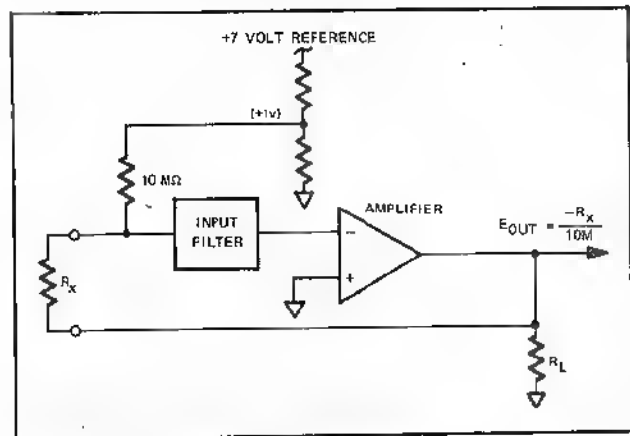 +7 VOLT REFERENCE
(+1v)
10 MΩ
INPUT
FILTER
AMPLIFIER
−
+
E_OUT = −R_X / 10M
R_X
R_L